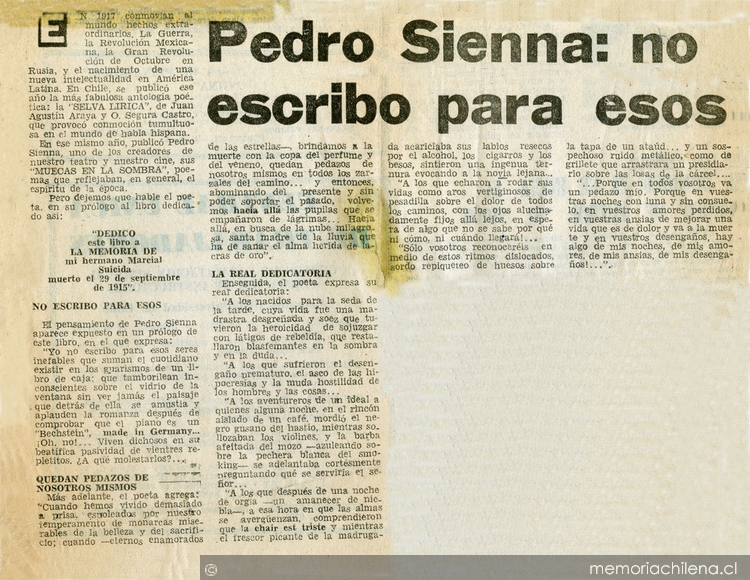 Pedro Sienna: no
escribo para esos
EN 1917 conmovían al
mundo hechos extra-
ordinarios. La Guerra,
la Revolución Mexica-
na, la Gran Revolu-
ción de Octubre en
Rusia, y el nacimiento de una
nueva intelectualidad en América
Latina. En Chile, se publicó ese
año la más fabulosa antología poé-
tica: la "SELVA LIRICA", de Juan
Agustín Araya y O. Segura Castro,
que provocó conmoción tumultuo-
sa en el mundo de habla hispana.
En ese mismo año, publicó Pedro
Sienna, uno de los creadores de
nuestro teatro y nuestro cine, sus
"MUECAS EN LA SOMBRA", poe-
mas que reflejaban, en general, el
espíritu de la época.
Pero dejemos que hable el poe-
ta, en su prólogo al libro dedica-
do así:
"DEDICO
este libro a
LA MEMORIA DE
mi hermano Marcial
Suicida
muerto el 29 de septiembre
de 1915".
NO ESCRIBO PARA ESOS
El pensamiento de Pedro Sienna
aparece expuesto en un prólogo de
este libro, en el que expresa:
"Yo no escribo para esos seres
inefables que suman el cuotidiano
existir en los guarismos de un li-
bro de caja; que tamborilean in-
conscientes sobre el vidrio de la
ventana sin ver jamás el paisaje
que detrás de ella se amustia y
aplauden la romanza después de
comprobar que el piano es un
"Bechstein", made in Germany...
¡Oh, no!... Viven dichosos en su
beatífica pasividad de vientres re-
pletitos. ¿A qué molestarlos?...
QUEDAN PEDAZOS DE
NOSOTROS MISMOS
Más adelante, el poeta agrega:
"Cuando hemos vivido demasiado
a prisa, espoleados por nuestro
temperamento de monarcas mise-
rables de la belleza y del sacrifi-
cio; cuando —eternos enamorados
de las estrellas—, brindamos a la
muerte con la copa del perfume y
del veneno, quedan pedazos de
nosotros mismos en todos los zar-
zales del camino... y entonces,
abominando del presente y sin
poder soportar el pasado, volve-
mos hacia allá las pupilas que se
empañaron de lágrimas... Hacia
allá, en busca de la nube milagro-
sa, santa madre de la lluvia que
ha de sanar el alma herida de
cras de oro".
LA REAL DEDICATORIA
Enseguida, el poeta expresa su
real dedicatoria:
"A los nacidos para la seda de
la tarde, cuya vida fue una ma-
drastra desgreñada y soez que tu-
vieron la heroicidad de sojuzgar
con látigos de rebeldía, que resta-
llaron blasfemantes en la sombra
y en la duda...
"A los que sufrieron el desen-
gaño prematuro, el asco de las hi-
pocresías y la muda hostilidad de
los hombres y las cosas...
"A los aventureros de un ideal a
quienes alguna noche, en el rincón
aislado de un café, mordió el ne-
gro gusano del hastío, mientras so-
llozaban los violines, y la barba
afeitada del mozo —azuleando so-
bre la pechera blanca del smo-
king— se adelantaba cortésmente
preguntando qué se serviría el se-
ñor...
"A los que después de una noche
de orgía —un amanecer de nie-
bla—, a esa hora en que las almas
se avergüenzan, comprendieron
que la chair est triste y mientras
el frescor picante de la madruga-
da acariciaba sus labios resecos
por el alcohol, los cigarros y los
besos, sintieron una ingenua ter-
nura evocando a la novia lejana...
"A los que echaron a rodar sus
vidas como aros vertiginosos de
pesadilla sobre el dolor de todos
los caminos, con los ojos alucina-
damente fijos allá lejos, en espe-
ra de algo que no se sabe por qué
ni cómo, ni cuándo llegará!...
"Sólo vosotros reconoceréis en
medio de estos ritmos dislocados,
sordo repiqueteo de huesos sobre
la tapa de un ataúd... y un sos-
pechoso ruido metálico, como de
grillete que arrastrara un presidia-
rio sobre las losas de la cárcel....
"...Porque en todos vosotros va
un pedazo mío. Porque en vues-
tras noches con luna y sin consue-
lo, en vuestros amores perdidos,
en vuestras ansias de mejorar una
vida que es de dolor y va a la muer-
te y en vuestros desengaños, hay
algo de mis noches, de mis amo-
res, de mis ansias, de mis desenga-
ños!...".
memoriachilena.cl